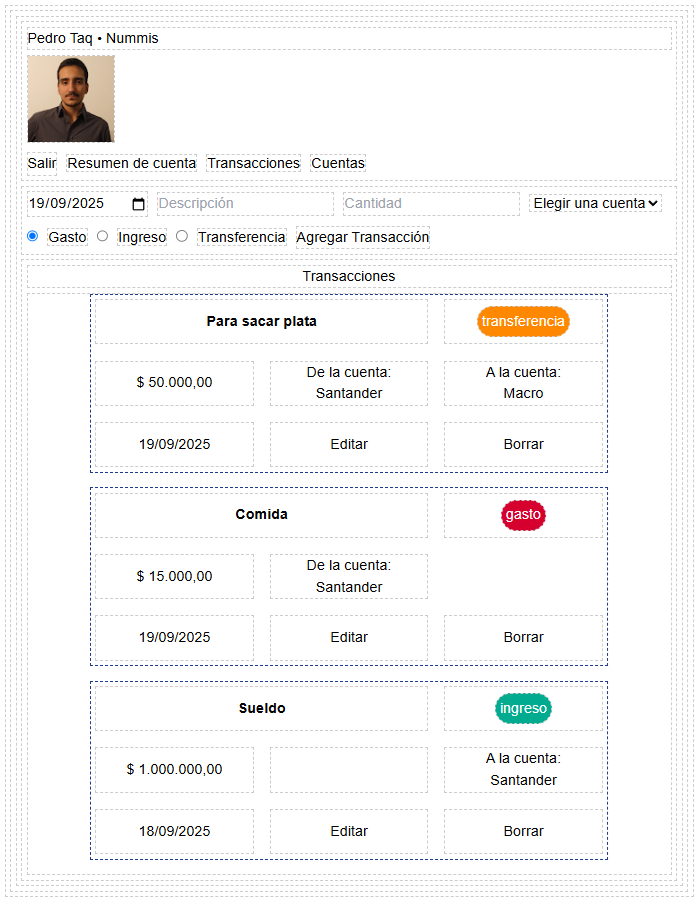 Pedro Taq • Nummis
Salir Resumen de cuenta Transacciones Cuentas
19/09/2025 Descripción Cantidad Elegir una cuenta
Gasto Ingreso Transferencia Agregar Transacción
Transacciones
Para sacar plata transferencia
$ 50.000,00 De la cuenta: Santander A la cuenta: Macro
19/09/2025 Editar Borrar
Comida gasto
$ 15.000,00 De la cuenta: Santander
19/09/2025 Editar Borrar
Sueldo ingreso
$ 1.000.000,00 A la cuenta: Santander
18/09/2025 Editar Borrar